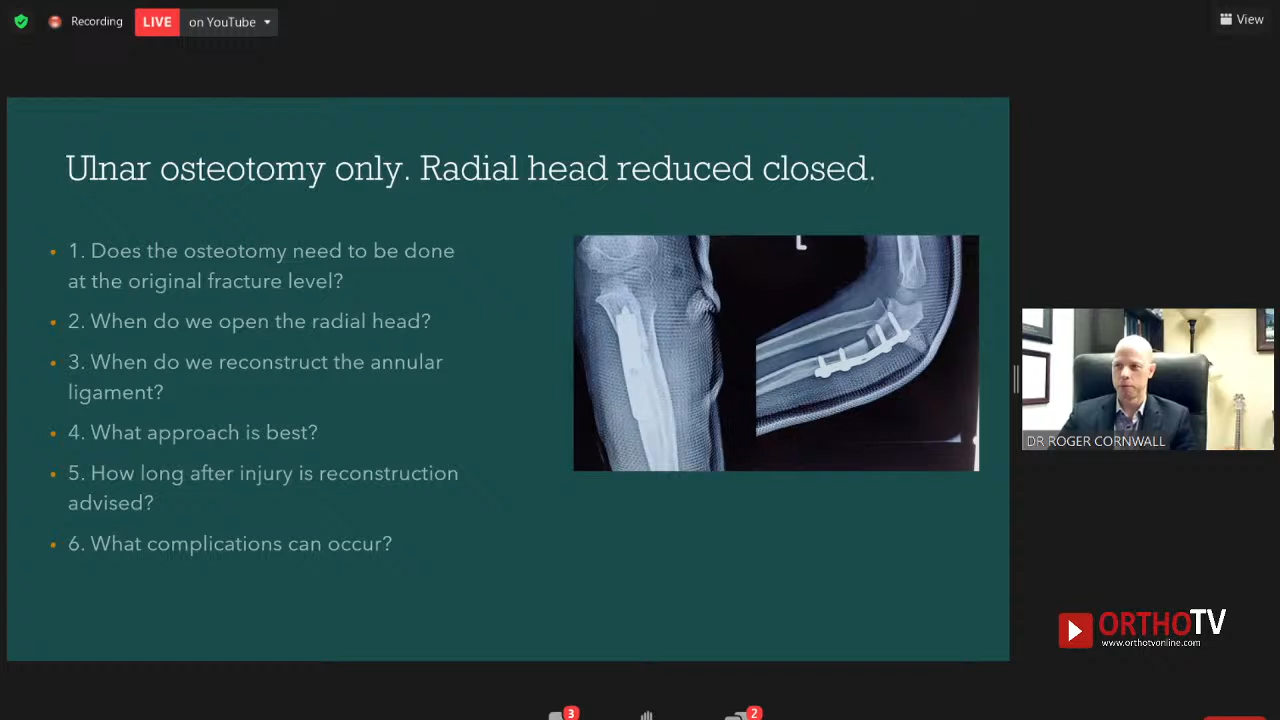 Recording
LIVE on YouTube
View
Ulnar osteotomy only. Radial head reduced closed.
1. Does the osteotomy need to be done
at the original fracture level?
2. When do we open the radial head?
3. When do we reconstruct the annular
ligament?
4. What approach is best?
5. How long after injury is reconstruction
advised?
6. What complications can occur?
L
DR ROGER CORNWALL
ORTHOTV
www.orthotvonline.com
3
2